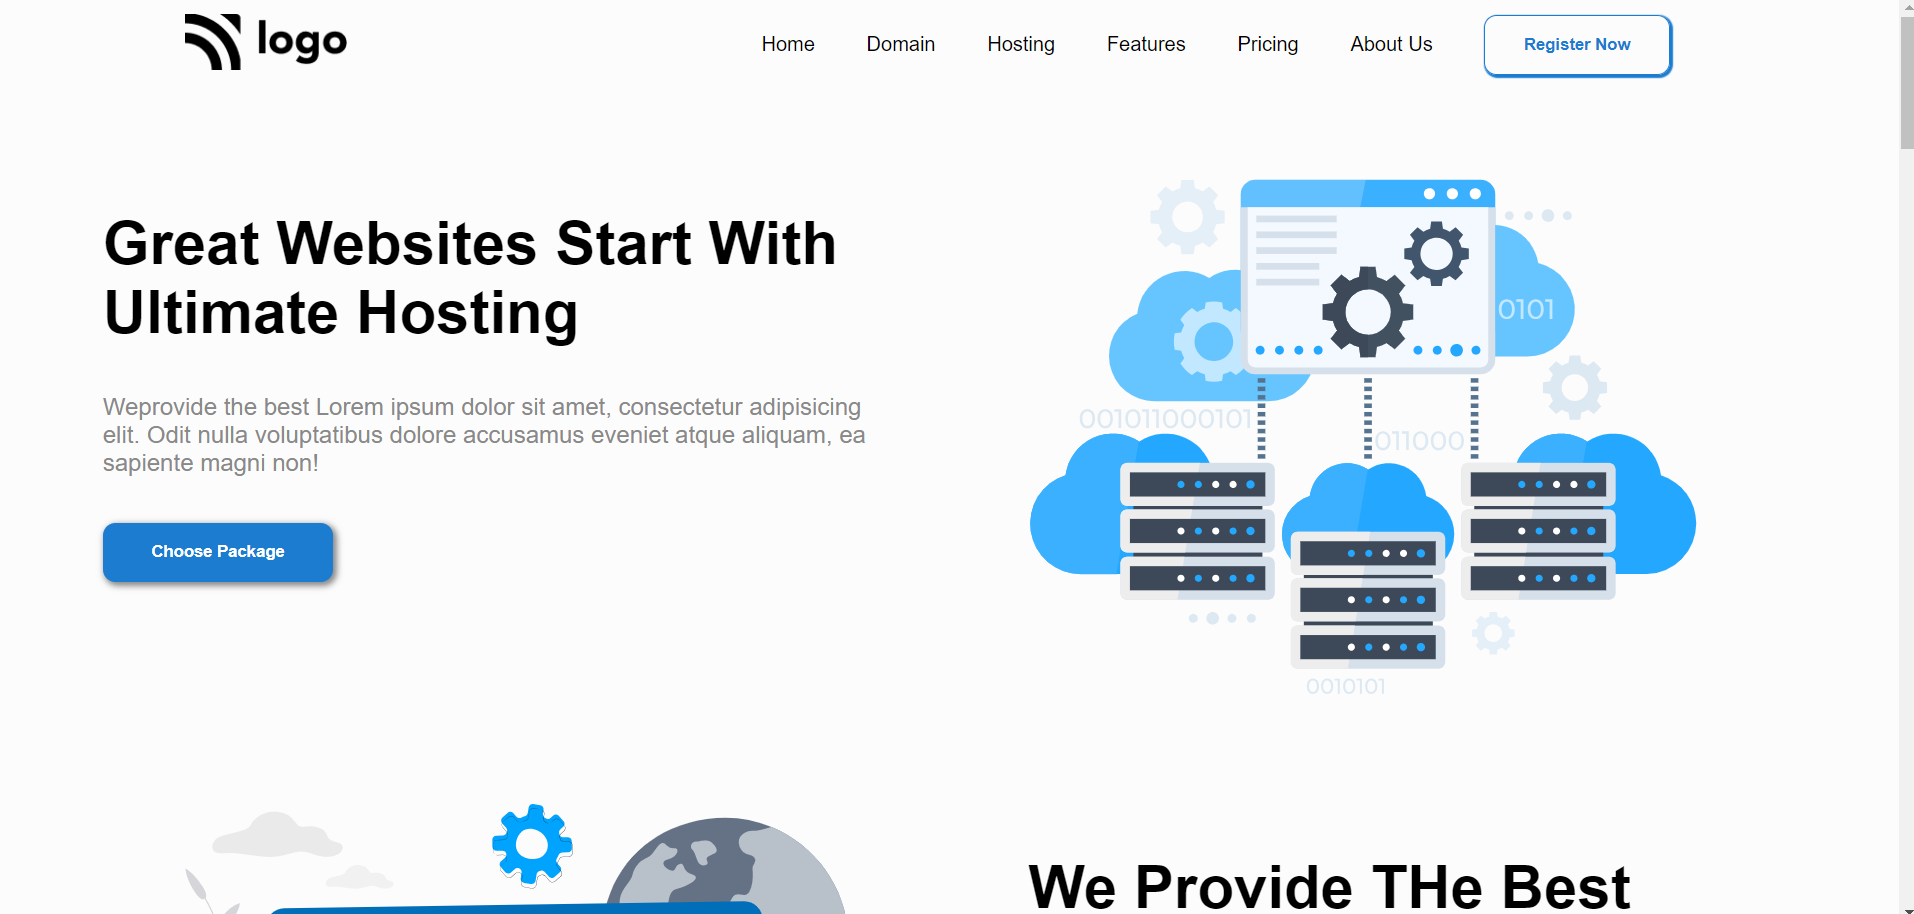 logo
Home Domain Hosting Features Pricing About Us Register Now
Great Websites Start With
Ultimate Hosting
Weprovide the best Lorem ipsum dolor sit amet, consectetur adipisicing
elit. Odit nulla voluptatibus dolore accusamus eveniet atque aliquam, ea
sapiente magni non!
Choose Package
0101
001011000101
011000
0010101
We Provide THe Best